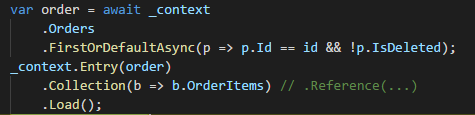 var order = await _context
.Orders
.FirstOrDefaultAsync(p => p.Id == id && !p.IsDeleted);
_context.Entry(order)
.Collection(b => b.OrderItems) // .Reference(...)
.Load();